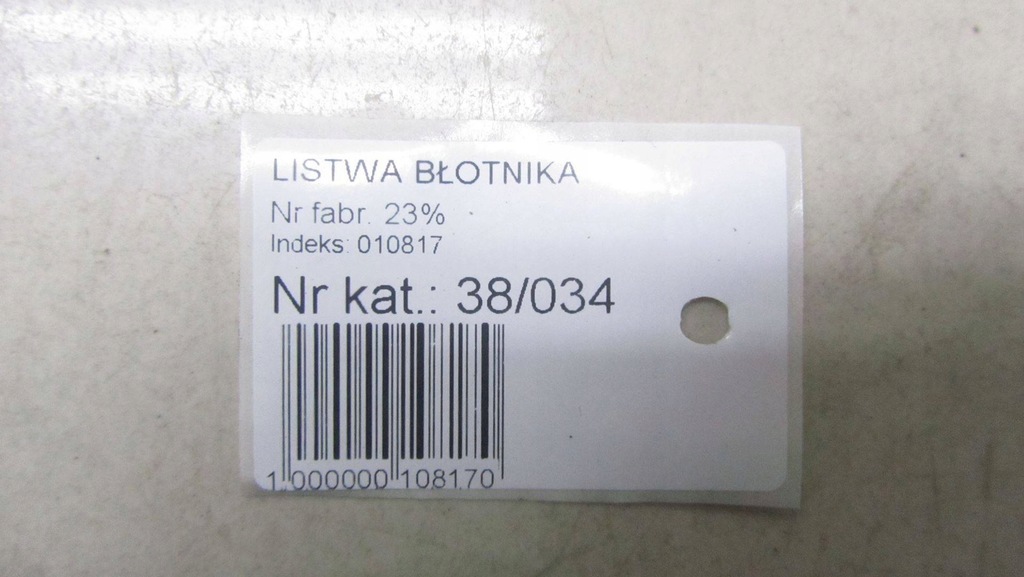 LISTWA BŁOTNIKA
Nr fabr. 23%
Indeks: 010817
Nr kat.: 38/034
1 000000 108170